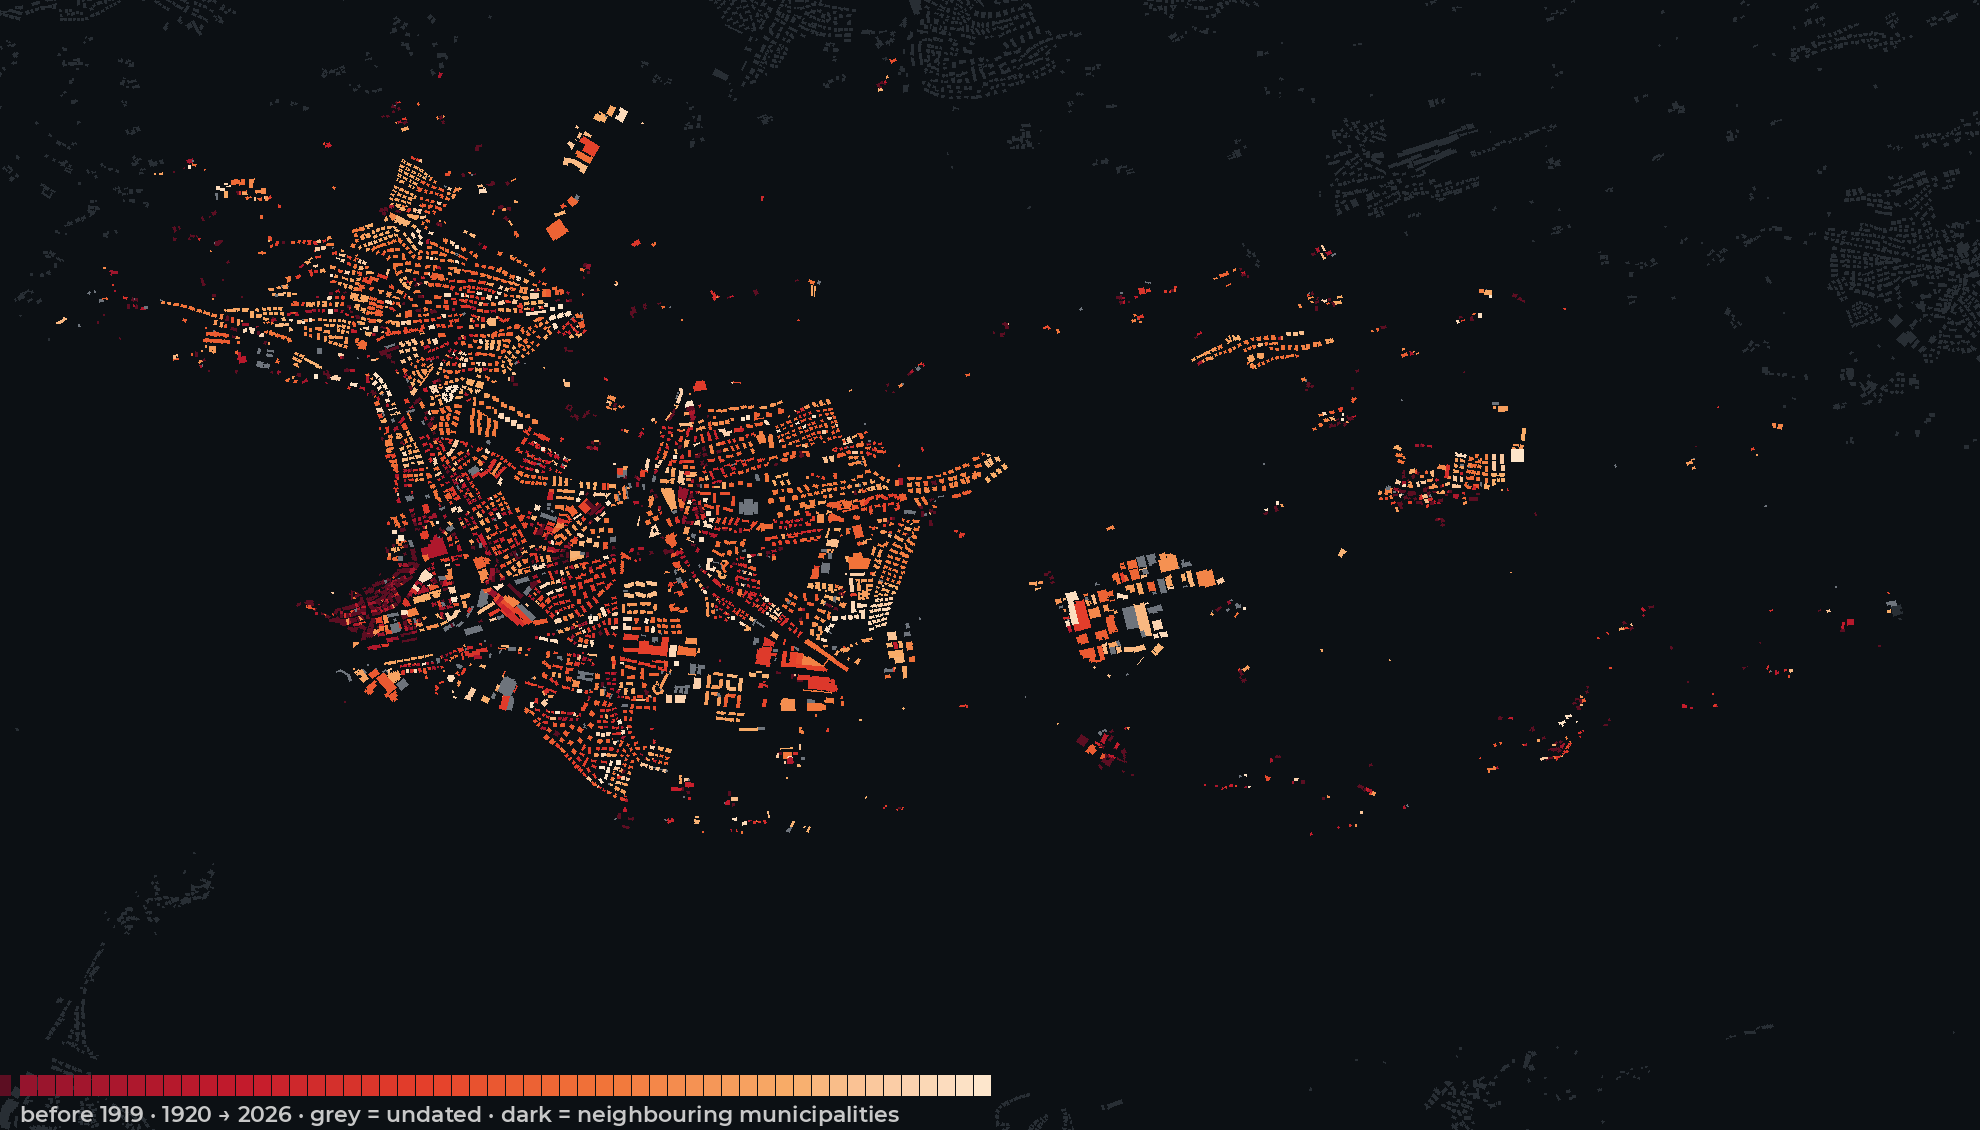 before 1919 · 1920 → 2026 · grey = undated · dark = neighbouring municipalities